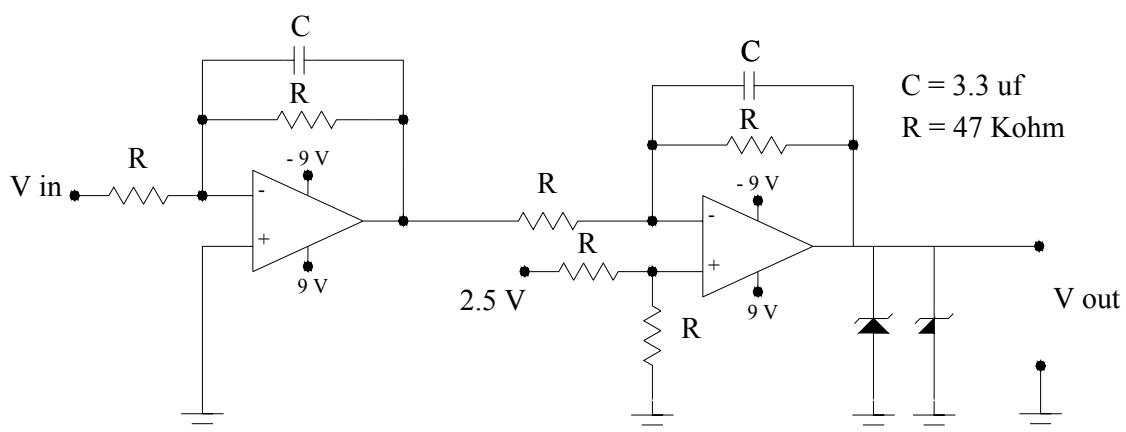 C
R
R
V in
- 9 V
-
+
9 V
C
R
R
R
2.5 V
R
- 9 V
-
+
9 V
C = 3.3 uf
R = 47 Kohm
V out